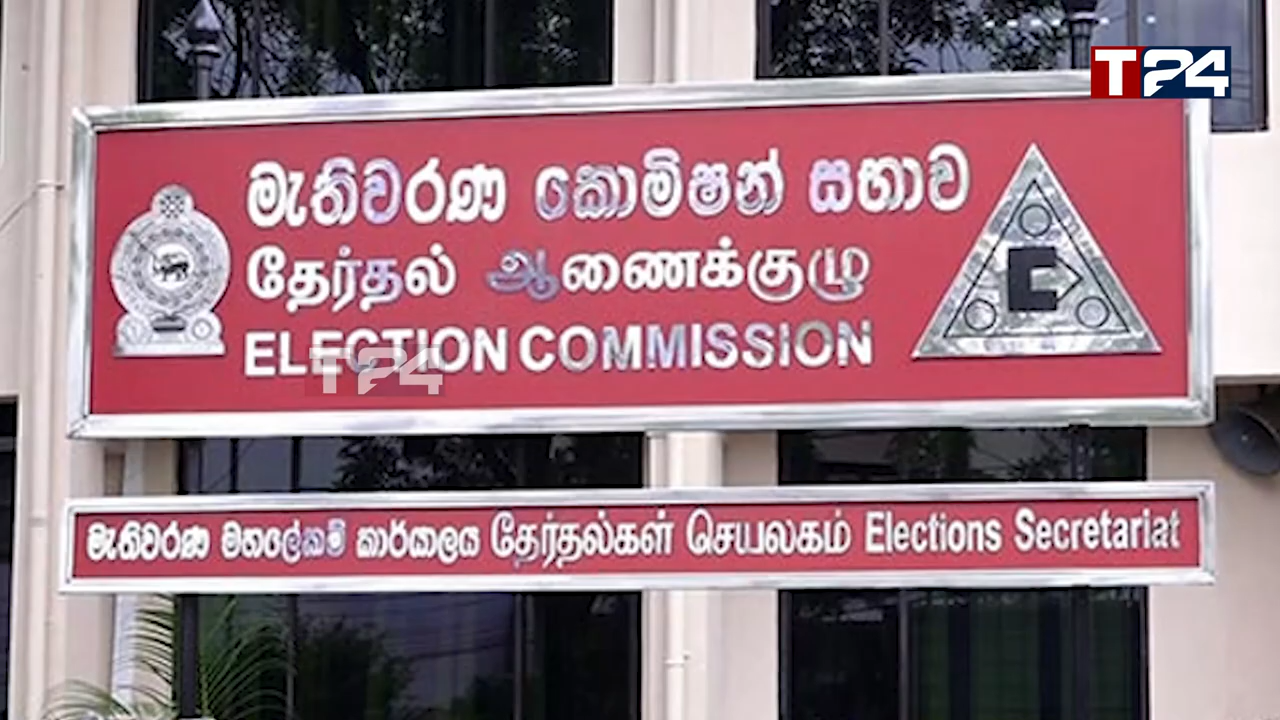 T24
මැතිවරණ කොමිෂන් සභාව
தேர்தல் ஆணைக்குழு
ELECTION COMMISSION
T24
මැතිවරණ මහලේකම් කාර්යාලය தேர்தல்கள் செயலகம் Elections Secretariat